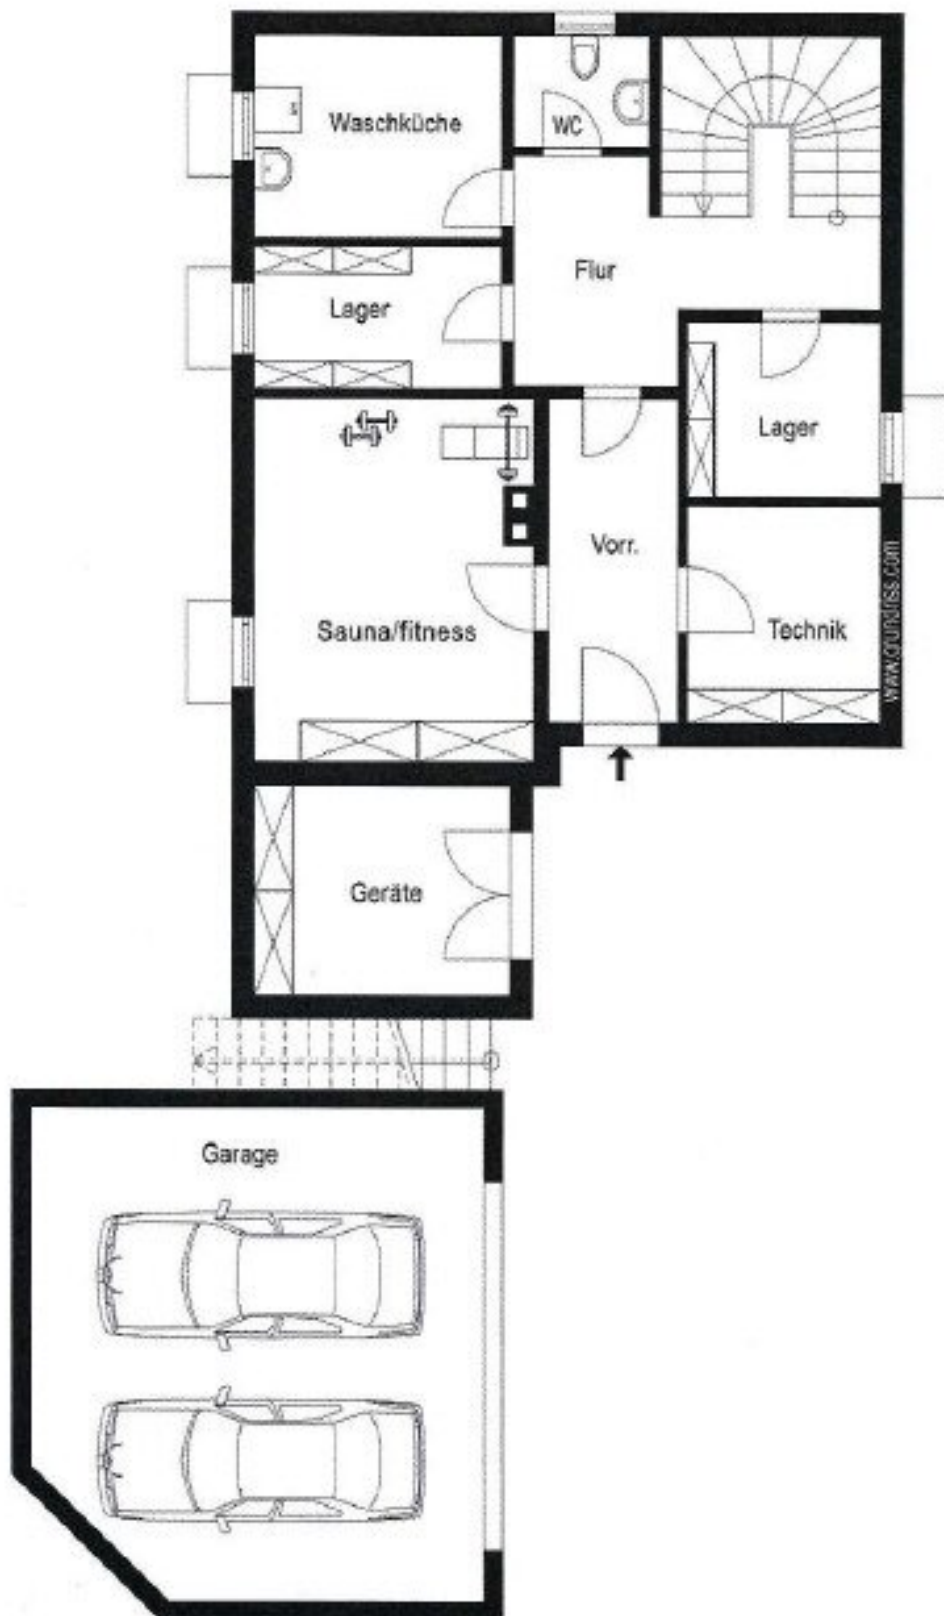 Waschküche
WC
Flur
Lager
Lager
Vorr.
Sauna/fitness
Technik
www.grundriss.com
Geräte
Garage